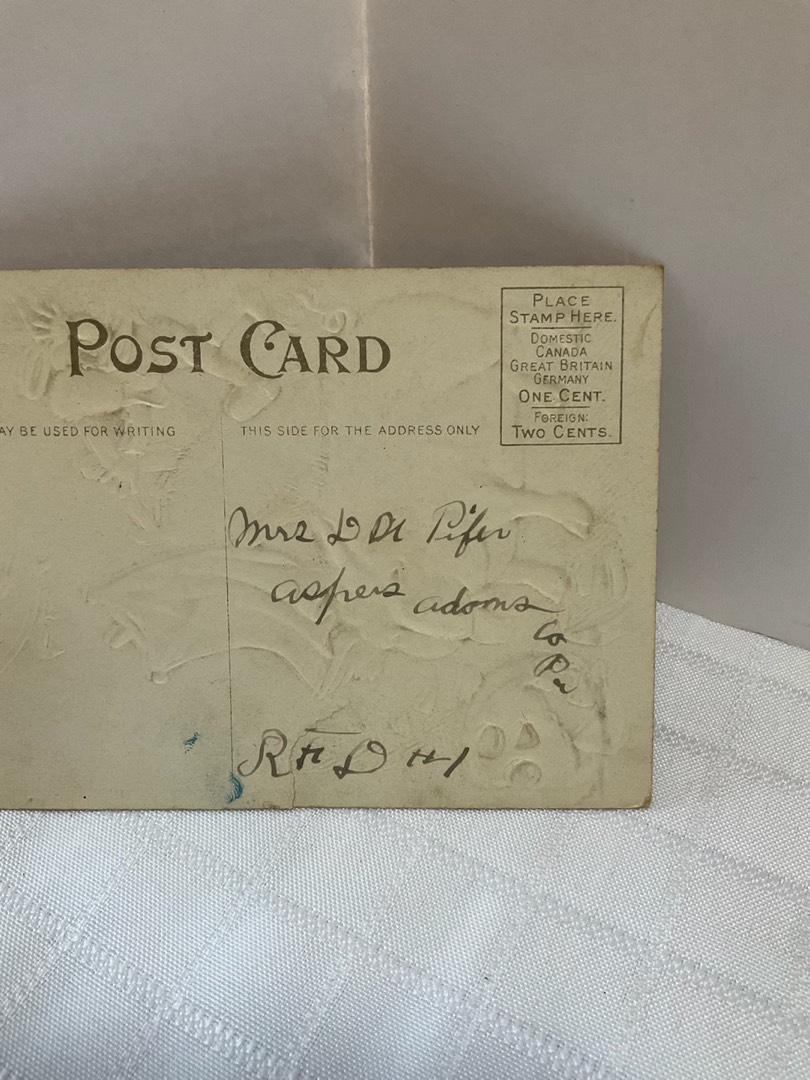 POST CARD
PLACE
STAMP HERE.
DOMESTIC
CANADA
GREAT BRITAIN
GERMANY
ONE CENT.
FOREIGN:
TWO CENTS.
AY BE USED FOR WRITING
THIS SIDE FOR THE ADDRESS ONLY
Mrs D H Pifer
aspers adams
Co
Pa
R F D #1